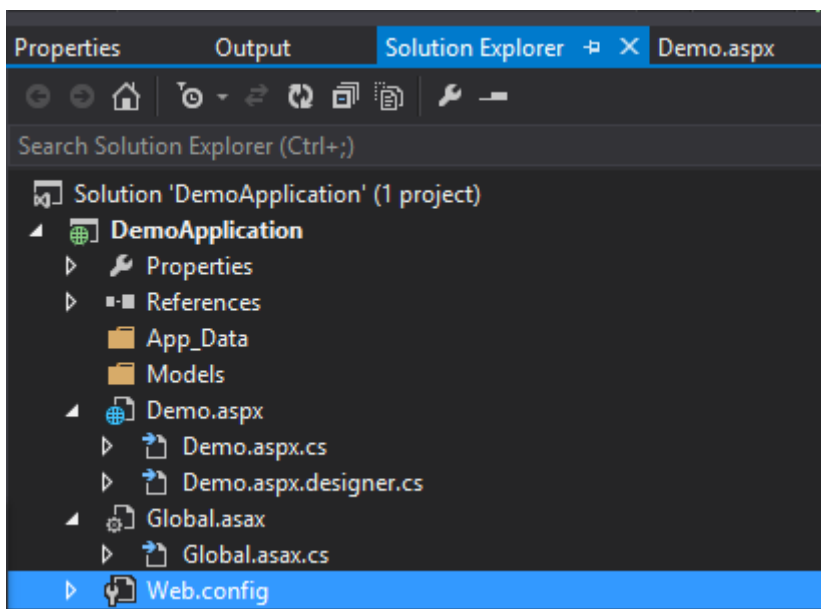 Properties Output Solution Explorer Demo.aspx
Search Solution Explorer (Ctrl+;)
Solution 'DemoApplication' (1 project)
DemoApplication
Properties
References
App_Data
Models
Demo.aspx
Demo.aspx.cs
Demo.aspx.designer.cs
Global.asax
Global.asax.cs
Web.config